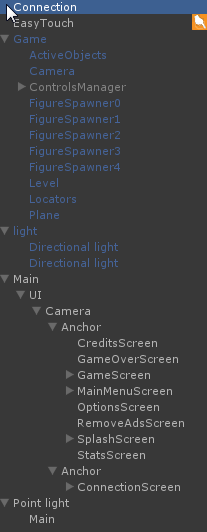 Connection
EasyTouch
Game
ActiveObjects
Camera
ControlsManager
FigureSpawner0
FigureSpawner1
FigureSpawner2
FigureSpawner3
FigureSpawner4
Level
Locators
Plane
light
Directional light
Directional light
Main
UI
Camera
Anchor
CreditsScreen
GameOverScreen
GameScreen
MainMenuScreen
OptionsScreen
RemoveAdsScreen
SplashScreen
StatsScreen
Anchor
ConnectionScreen
Point light
Main